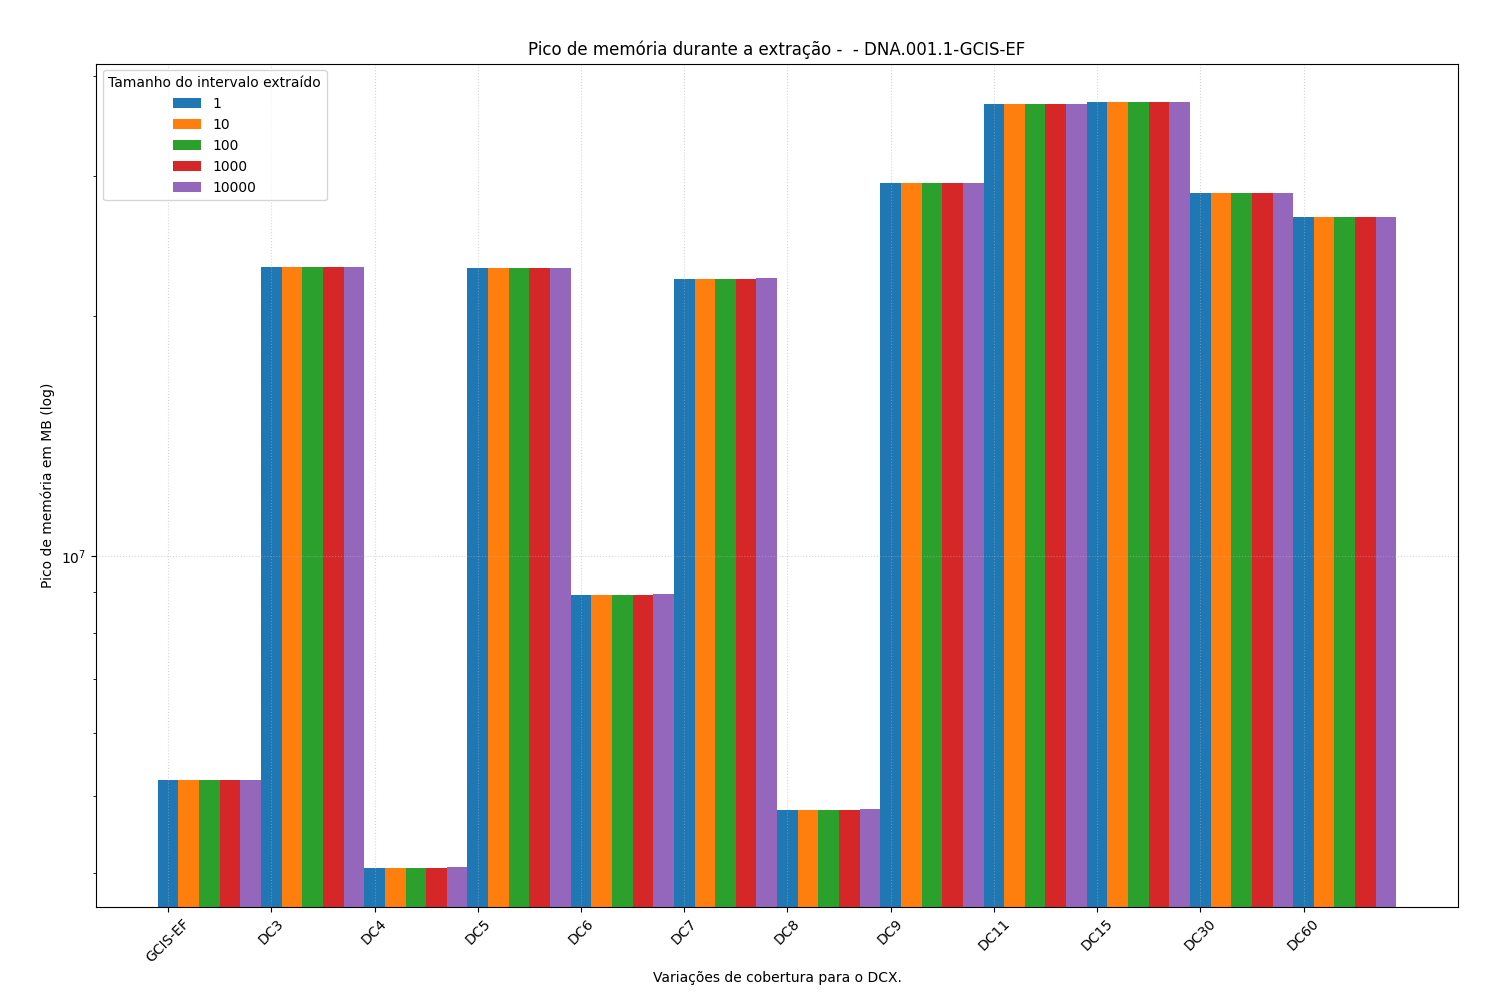 Pico de memória durante a extração -  - DNA.001.1-GCIS-EF
Tamanho do intervalo extraído
1
10
100
1000
10000
Pico de memória em MB (log)
10⁷
GCIS-EF
DC3
DC4
DC5
DC6
DC7
DC8
DC9
DC11
DC15
DC30
DC60
Variações de cobertura para o DCX.